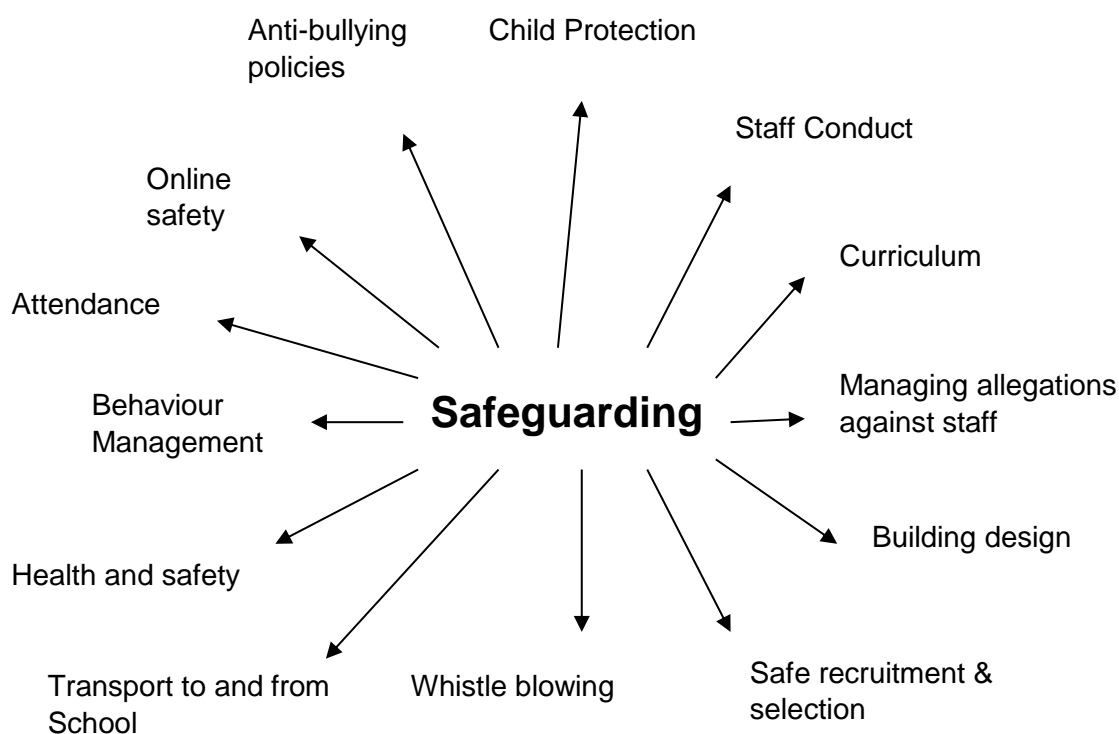 Anti-bullying
policies
Child Protection
Staff Conduct
Online
safety
Curriculum
Attendance
Managing allegations
against staff
Behaviour
Management
Safeguarding
Building design
Health and safety
Transport to and from
School
Whistle blowing
Safe recruitment &
selection